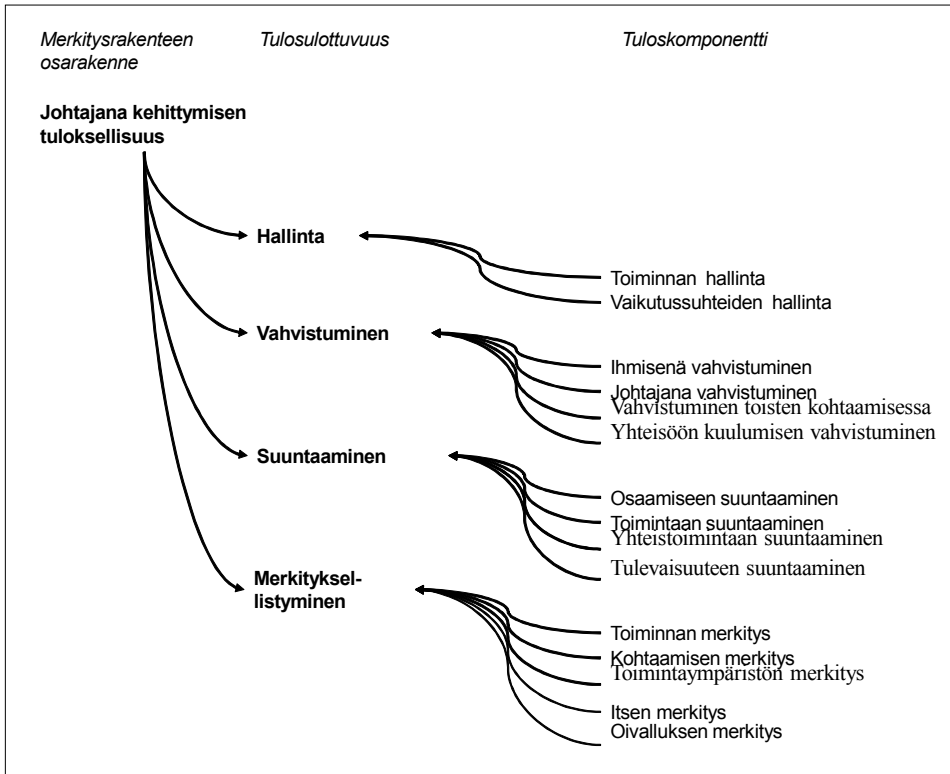 Merkitysrakenteen
osarakenne
Tulosulottuvuus
Tuloskomponentti
Johtajana kehittymisen
tuloksellisuus
Hallinta
Toiminnan hallinta
Vaikutussuhteiden hallinta
Vahvistuminen
Ihmisenä vahvistuminen
Johtajana vahvistuminen
Vahvistuminen toisten kohtaamisessa
Yhteisöön kuulumisen vahvistuminen
Suuntaaminen
Osaamiseen suuntaaminen
Toimintaan suuntaaminen
Yhteistoimintaan suuntaaminen
Tulevaisuuteen suuntaaminen
Merkityksel-
listyminen
Toiminnan merkitys
Kohtaamisen merkitys
Toimintaympäristön merkitys
Itsen merkitys
Oivalluksen merkitys